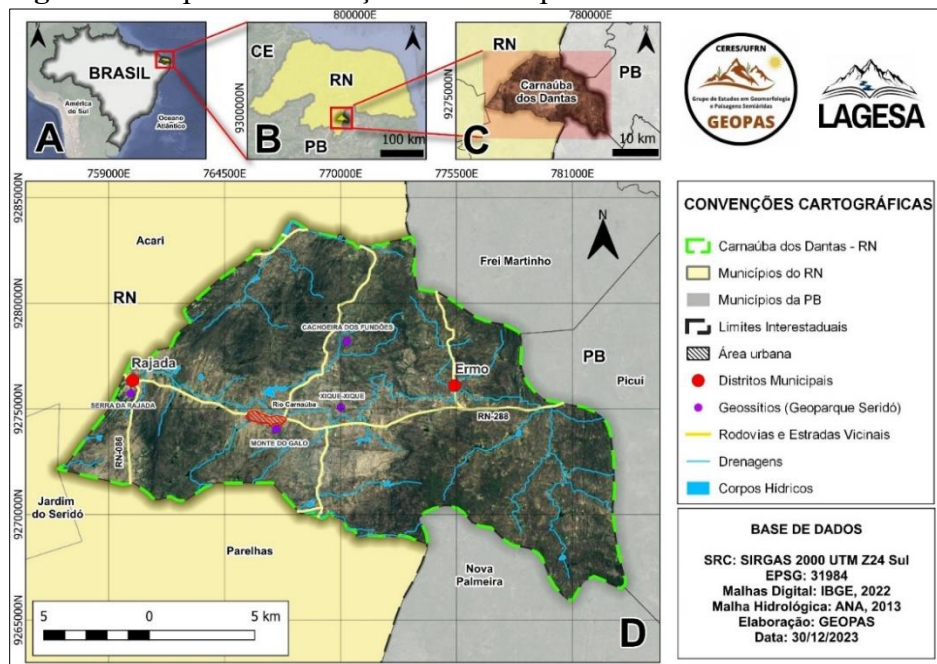 800000E
780000E
BRASIL
América
do Sul
Oceano
Atlântico
A
CE
RN
PB
9300000N
100 km
B
RN
PB
Carnaúba
dos Dantas
9275000N
10 km
C
CERES/UFRN
Grupo de Estudos em Geomorfologia
e Paisagens Semiáridas
GEOPAS
LAGESA
759000E
764500E
770000E
775500E
781000E
9285000N
9280000N
9275000N
9270000N
9265000N
Acari
RN
Frei Martinho
PB
Picuí
CACHOEIRA DOS FUNDÕES
Rajada
Ermo
SERRA DA RAJADA
Rio Carnaúba
XIQUE-XIQUE
RN-288
MONTE DO GALO
RN-086
Jardim
do Seridó
Parelhas
Nova
Palmeira
N
5
0
5 km
D
CONVENÇÕES CARTOGRÁFICAS
Carnaúba dos Dantas - RN
Municípios do RN
Municípios da PB
Limites Interestaduais
Área urbana
Distritos Municipais
Geossítios (Geoparque Seridó)
Rodovias e Estradas Vicinais
Drenagens
Corpos Hídricos
BASE DE DADOS
SRC: SIRGAS 2000 UTM Z24 Sul
EPSG: 31984
Malhas Digital: IBGE, 2022
Malha Hidrológica: ANA, 2013
Elaboração: GEOPAS
Data: 30/12/2023